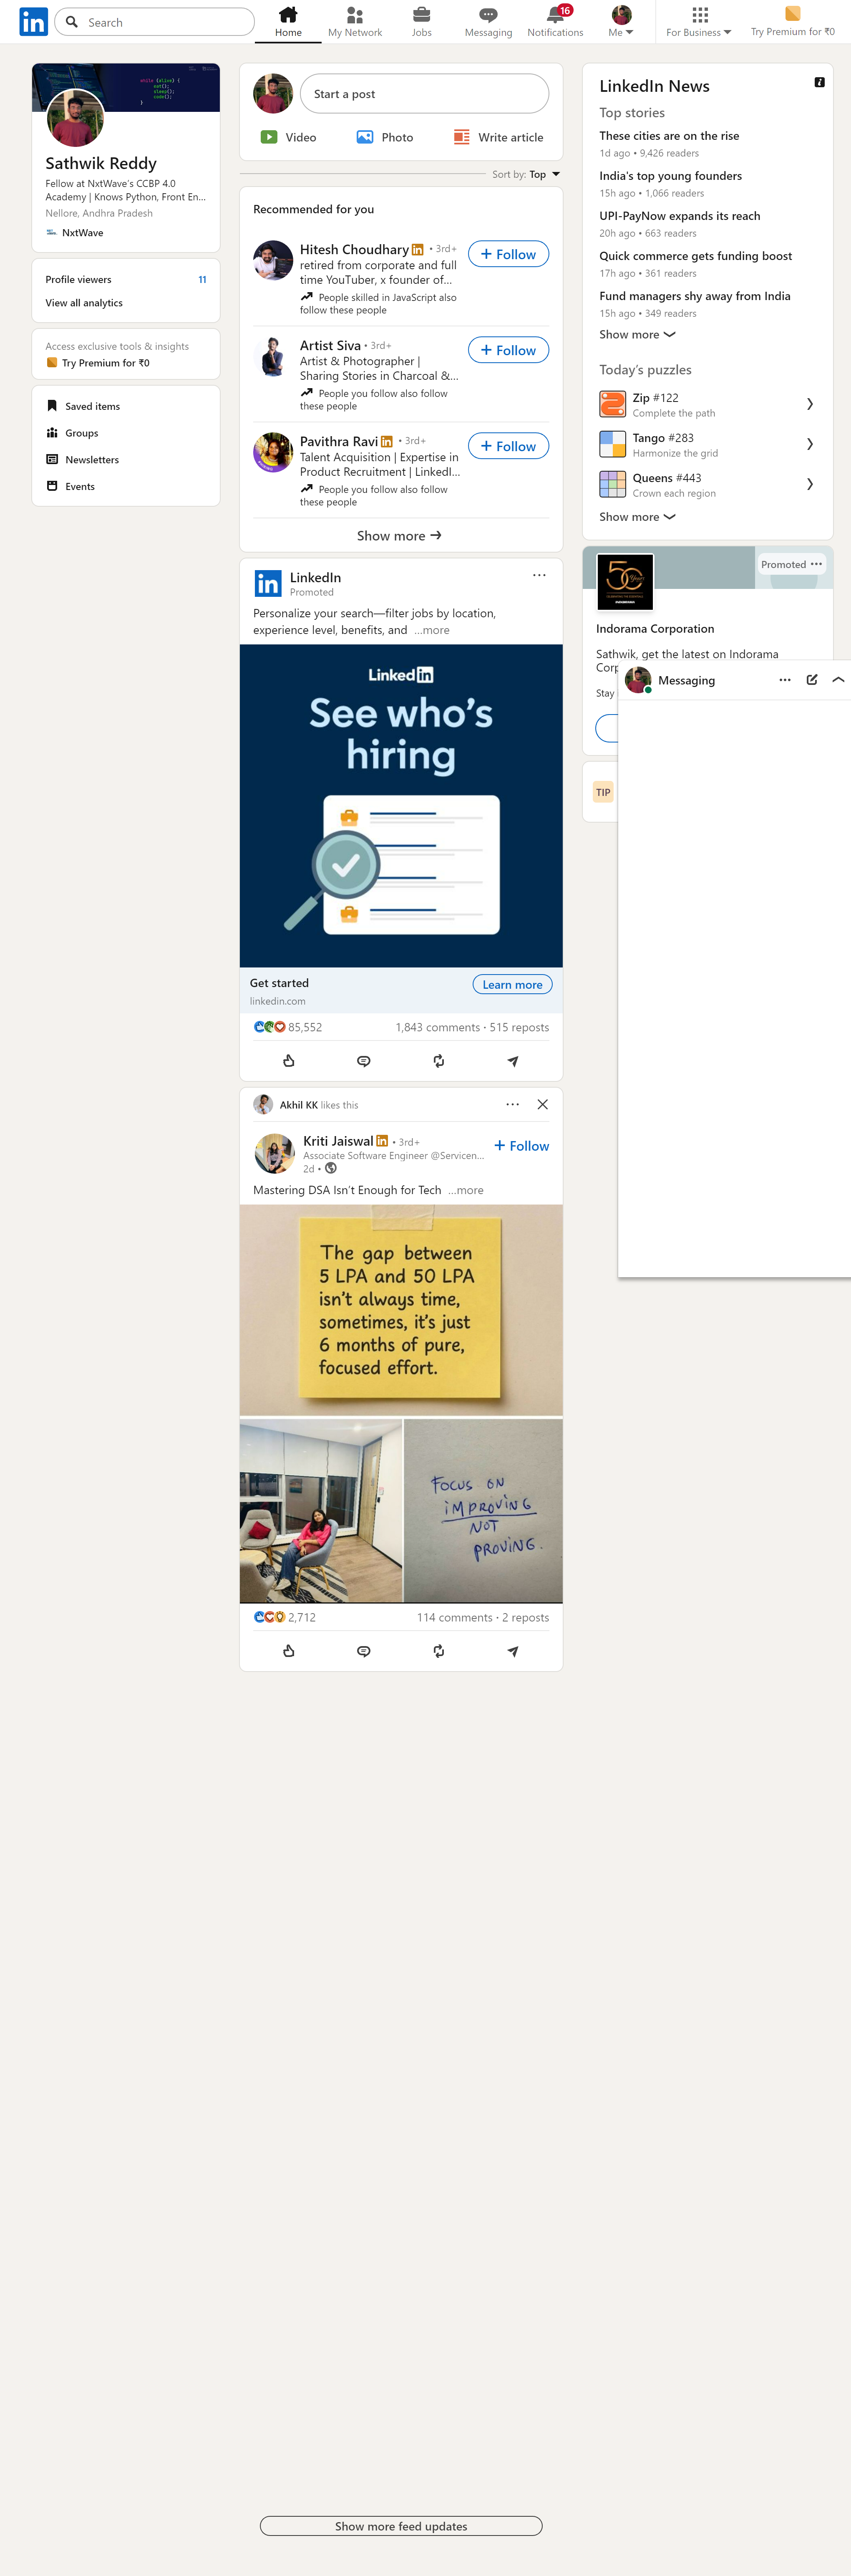 in
Search
Home
My Network
Jobs
Messaging
16
Notifications
Me
For Business
Try Premium for ₹0
while (alive) {
eat();
sleep();
code();
}
Sathwik Reddy
Fellow at NxtWave's CCBP 4.0
Academy | Knows Python, Front En...
Nellore, Andhra Pradesh
NxtWave
Profile viewers
11
View all analytics
Access exclusive tools & insights
Try Premium for ₹0
Saved items
Groups
Newsletters
Events
Start a post
Video
Photo
Write article
Sort by: Top
Recommended for you
Hitesh Choudhary in • 3rd+
retired from corporate and full
time YouTuber, x founder of...
People skilled in JavaScript also
follow these people
+ Follow
Artist Siva • 3rd+
Artist & Photographer |
Sharing Stories in Charcoal &...
People you follow also follow
these people
+ Follow
Pavithra Ravi in • 3rd+
Talent Acquisition | Expertise in
Product Recruitment | LinkedI...
People you follow also follow
these people
+ Follow
Show more →
in
LinkedIn
Promoted
Personalize your search—filter jobs by location,
experience level, benefits, and ...more
Linkedin
See who's
hiring
Get started
linkedin.com
Learn more
85,552
1,843 comments • 515 reposts
Akhil KK likes this
Kriti Jaiswal in • 3rd+
Associate Software Engineer @Servicen...
2d •
+ Follow
Mastering DSA Isn't Enough for Tech ...more
The gap between
5 LPA and 50 LPA
isn't always time,
sometimes, it's just
6 months of pure,
focused effort.
FOCUS ON
IMPROVING
NOT
PROVING.
2,712
114 comments • 2 reposts
Show more feed updates
LinkedIn News
Top stories
These cities are on the rise
1d ago • 9,426 readers
India's top young founders
15h ago • 1,066 readers
UPI-PayNow expands its reach
20h ago • 663 readers
Quick commerce gets funding boost
17h ago • 361 readers
Fund managers shy away from India
15h ago • 349 readers
Show more
Today's puzzles
Zip #122
Complete the path
Tango #283
Harmonize the grid
Queens #443
Crown each region
Show more
Promoted
50 Years
Indorama Corporation
Sathwik, get the latest on Indorama
Corp
Stay
TIP
Messaging